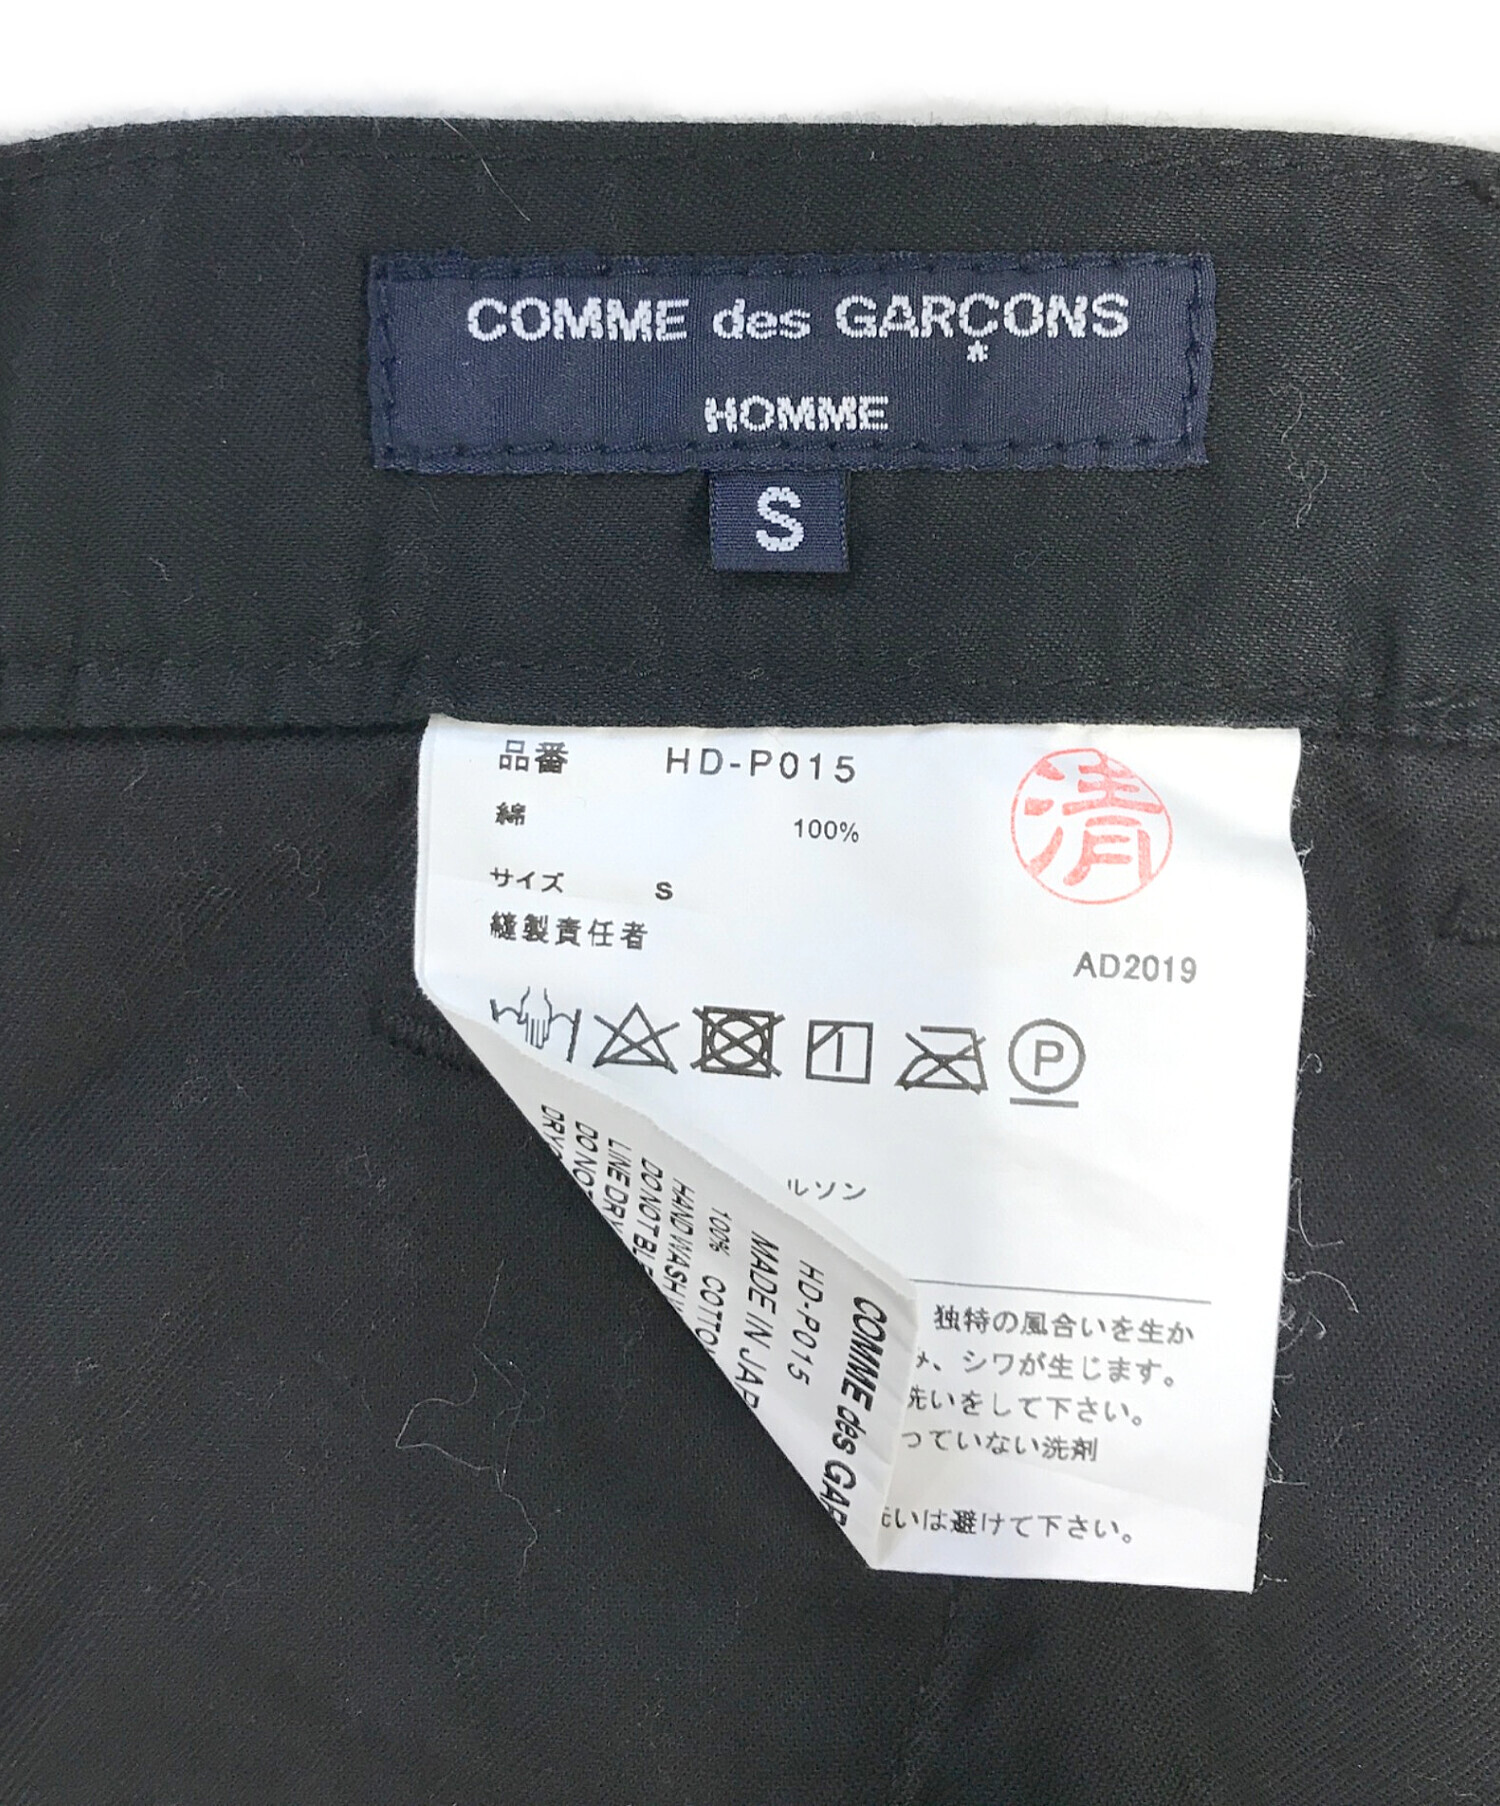 COMME des GARÇONS
HOMME
S
品番 HD-P015
清
綿 100%
サイズ S
縫製責任者
AD2019
P
ルソン
独特の風合いを生か
シワが生じます。
洗いをして下さい。
っていない洗剤
洗いは避けて下さい。
COMME des GAR
HD-P015
MADE IN JAP
100% COTTO
HAND WASH
DO NOT BLE
LINE DRY
DO NOT
DRY